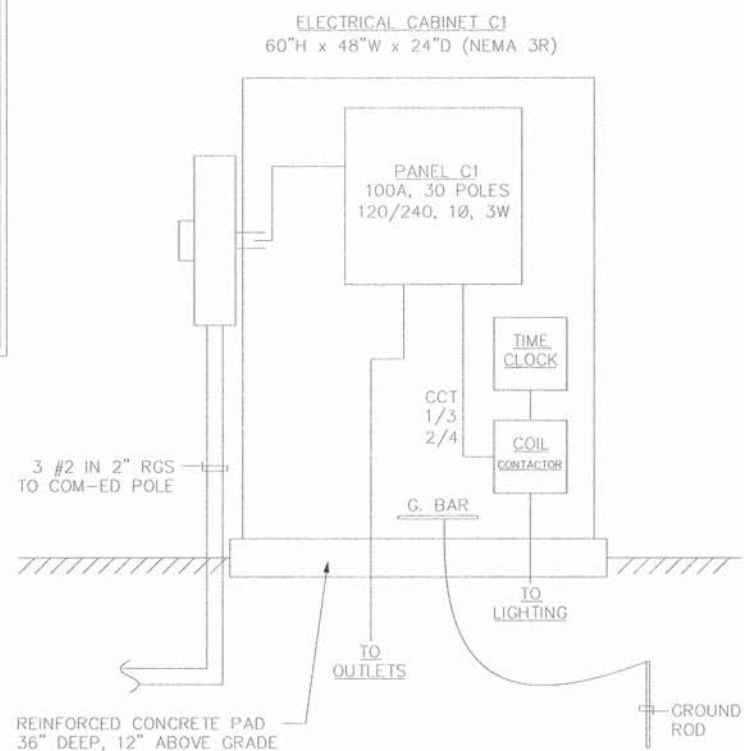 ELECTRICAL CABINET C1
60"H x 48"W x 24"D (NEMA 3R)
PANEL C1
100A, 30 POLES
120/240, 1Ø, 3W
TIME
CLOCK
CCT
1/3
2/4
COIL
CONTACTOR
3 #2 IN 2" RGS
TO COM-ED POLE
G. BAR
TO
LIGHTING
TO
OUTLETS
GROUND
ROD
REINFORCED CONCRETE PAD
36" DEEP, 12" ABOVE GRADE